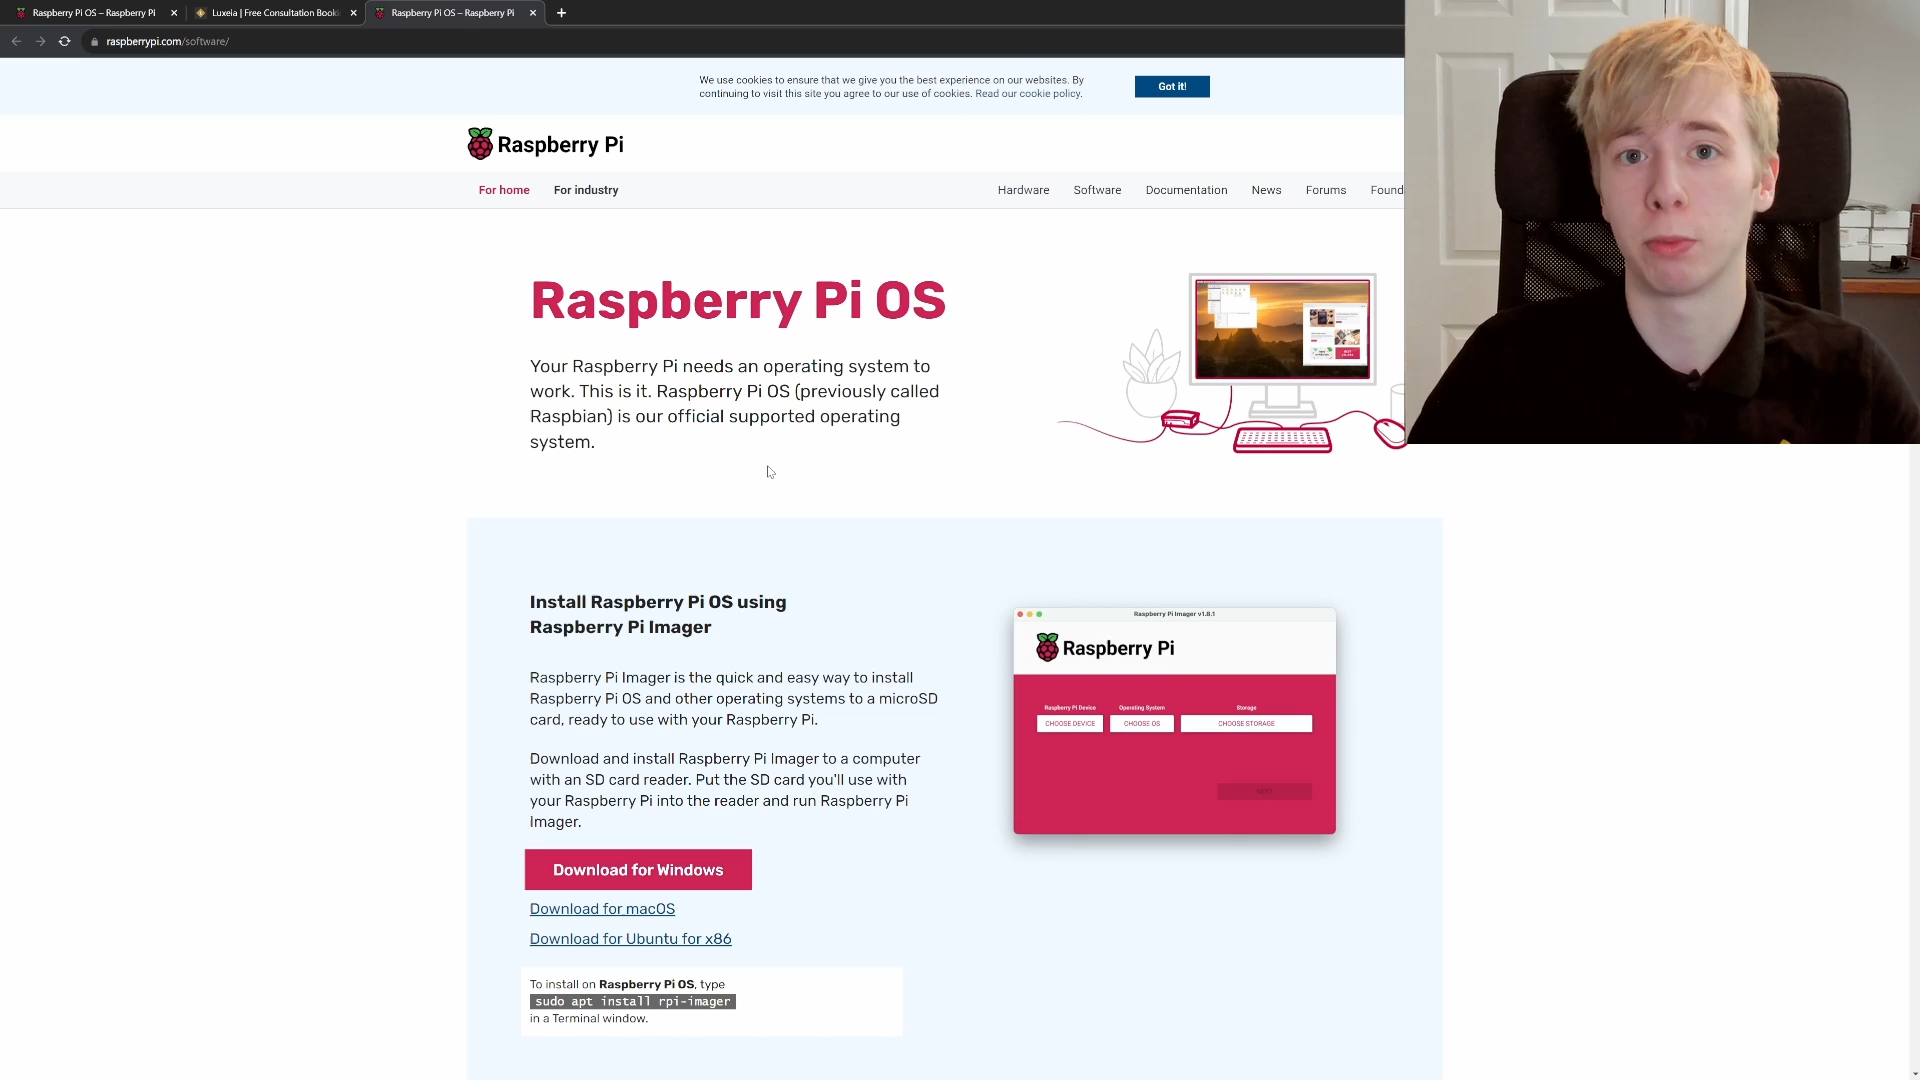 Raspberry Pi OS – Raspberry Pi
Luxeia | Free Consultation Booki
Raspberry Pi OS – Raspberry Pi
raspberrypi.com/software/
We use cookies to ensure that we give you the best experience on our websites. By
continuing to visit this site you agree to our use of cookies. Read our cookie policy.
Got it!
Raspberry Pi
For home
For industry
Hardware
Software
Documentation
News
Forums
Found
Raspberry Pi OS
Your Raspberry Pi needs an operating system to
work. This is it. Raspberry Pi OS (previously called
Raspbian) is our official supported operating
system.
Install Raspberry Pi OS using
Raspberry Pi Imager
Raspberry Pi Imager is the quick and easy way to install
Raspberry Pi OS and other operating systems to a microSD
card, ready to use with your Raspberry Pi.
Download and install Raspberry Pi Imager to a computer
with an SD card reader. Put the SD card you'll use with
your Raspberry Pi into the reader and run Raspberry Pi
Imager.
Download for Windows
Download for macOS
Download for Ubuntu for x86
To install on Raspberry Pi OS, type
sudo apt install rpi-imager
in a Terminal window.
Raspberry Pi Imager v1.8.1
Raspberry Pi
Raspberry Pi Device
Operating System
Storage
CHOOSE DEVICE
CHOOSE OS
CHOOSE STORAGE
NEXT